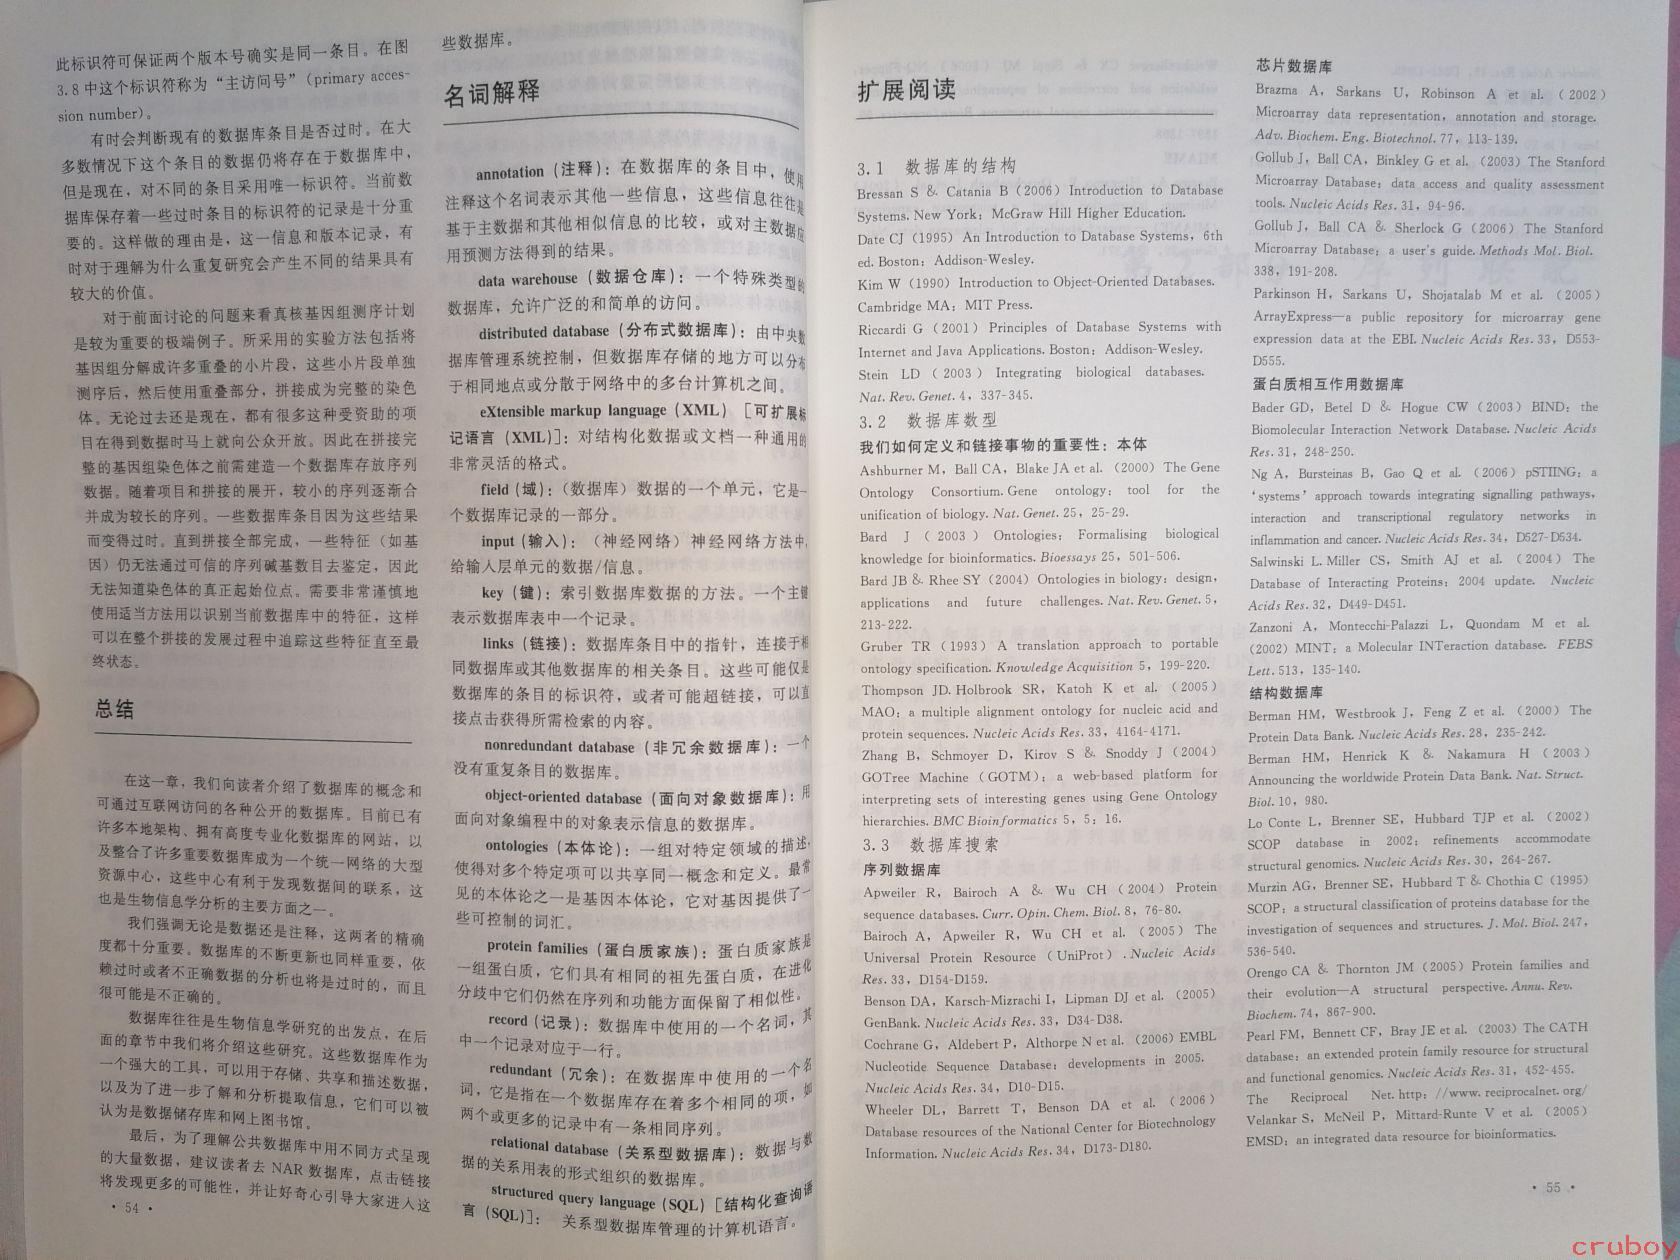 此标识符可保证两个版本号确实是同一条目。在图
3.8中这个标识符称为“主访问号”（primary acces-
sion number）。
有时会判断现有的数据库条目是否过时。在大
多数情况下这个条目的数据仍将存在于数据库中，
但是现在，对不同的条目采用唯一标识符。当前数
据库保存着一些过时条目的标识符的记录是十分重
要的。这样做的理由是，这一信息和版本记录，有
时对于理解为什么重复研究会产生不同的结果具有
较大的价值。
对于前面讨论的问题来看真核基因组测序计划
是较为重要的极端例子。所采用的实验方法包括将
基因组分解成许多重叠的小片段，这些小片段单独
测序后，然后使用重叠部分，拼接成为完整的染色
体。无论过去还是现在，都有很多这种受资助的项
目在得到数据时马上就向公众开放。因此在拼接完
整的基因组染色体之前需建造一个数据库存放序列
数据。随着项目和拼接的展开，较小的序列逐渐合
并成为较长的序列。一些数据库条目因为这些结果
而变得过时。直到拼接全部完成，一些特征（如基
因）仍无法通过可信的序列碱基数目去鉴定，因此
无法知道染色体的真正起始位点。需要非常谨慎地
使用适当方法用以识别当前数据库中的特征，这样
可以在整个拼接的发展过程中追踪这些特征直至最
终状态。
总结
在这一章，我们向读者介绍了数据库的概念和
可通过互联网访问的各种公开的数据库。目前已有
许多本地架构、拥有高度专业化数据库的网站，以
及整合了许多重要数据库成为一个统一网络的大型
资源中心，这些中心有利于发现数据间的联系，这
也是生物信息学分析的主要方面之一。
我们强调无论是数据还是注释，这两者的精确
度都十分重要。数据库的不断更新也同样重要，依
赖过时或者不正确数据的分析也将是过时的，而且
很可能是不正确的。
数据库往往是生物信息学研究的出发点，在后
面的章节中我们将介绍这些研究。这些数据库作为
一个强大的工具，可以用于存储、共享和描述数据，
以及为了进一步了解和分析提取信息，它们可以被
认为是数据储存库和网上图书馆。
最后，为了理解公共数据库中用不同方式呈现
的大量数据，建议读者去 NAR 数据库，点击链接
将发现更多的可能性，并让好奇心引导大家进入这
· 54 ·
些数据库。
名词解释
annotation（注释）：在数据库的条目中，使用
注释这个名词表示其他一些信息，这些信息往往是
基于主数据和其他相似信息的比较，或对主数据应
用预测方法得到的结果。
data warehouse（数据仓库）：一个特殊类型的
数据库，允许广泛的和简单的访问。
distributed database（分布式数据库）：由中央数
据库管理系统控制，但数据库存储的地方可以分布
于相同地点或分散于网络中的多台计算机之间。
eXtensible markup language（XML）［可扩展标
记语言（XML）］：对结构化数据或文档一种通用的
非常灵活的格式。
field（域）：（数据库）数据的一个单元，它是一
个数据库记录的一部分。
input（输入）：（神经网络）神经网络方法中，
给输入层单元的数据/信息。
key（键）：索引数据库数据的方法。一个主键
表示数据库表中一个记录。
links（链接）：数据库条目中的指针，连接于相
同数据库或其他数据库的相关条目。这些可能仅是
数据库的条目的标识符，或者可能超链接，可以直
接点击获得所需检索的内容。
nonredundant database（非冗余数据库）：一个
没有重复条目的数据库。
object-oriented database（面向对象数据库）：用
面向对象编程中的对象表示信息的数据库。
ontologies（本体论）：一组对特定领域的描述，
使得对多个特定项可以共享同一概念和定义。最常
见的本体论之一是基因本体论，它对基因提供了一
些可控制的词汇。
protein families（蛋白质家族）：蛋白质家族是
一组蛋白质，它们具有相同的祖先蛋白质，在进化
分歧中它们仍然在序列和功能方面保留了相似性。
record（记录）：数据库中使用的一个名词，其
中一个记录对应于一行。
redundant（冗余）：在数据库中使用的一个名
词，它是指在一个数据库存在着多个相同的项，如
两个或更多的记录中有一条相同序列。
relational database（关系型数据库）：数据与数
据的关系用表的形式组织的数据库。
structured query language（SQL）［结构化查询语
言（SQL）］：关系型数据库管理的计算机语言。
扩展阅读
3.1 数据库的结构
Bressan S & Catania B（2006）Introduction to Database
Systems. New York：McGraw Hill Higher Education.
Date CJ（1995）An Introduction to Database Systems，6th
ed. Boston：Addison-Wesley.
Kim W（1990）Introduction to Object-Oriented Databases.
Cambridge MA：MIT Press.
Riccardi G（2001）Principles of Database Systems with
Internet and Java Applications. Boston：Addison-Wesley.
Stein LD（2003）Integrating biological databases.
Nat. Rev. Genet. 4，337-345.
3.2 数据库数型
我们如何定义和链接事物的重要性：本体
Ashburner M，Ball CA，Blake JA et al.（2000）The Gene
Ontology Consortium. Gene ontology：tool for the
unification of biology. Nat. Genet. 25，25-29.
Bard J（2003）Ontologies：Formalising biological
knowledge for bioinformatics. Bioessays 25，501-506.
Bard JB & Rhee SY（2004）Ontologies in biology：design，
applications and future challenges. Nat. Rev. Genet. 5，
213-222.
Gruber TR（1993）A translation approach to portable
ontology specification. Knowledge Acquisition 5，199-220.
Thompson JD. Holbrook SR，Katoh K et al.（2005）
MAO：a multiple alignment ontology for nucleic acid and
protein sequences. Nucleic Acids Res. 33，4164-4171.
Zhang B，Schmoyer D，Kirov S & Snoddy J（2004）
GOTree Machine（GOTM）：a web-based platform for
interpreting sets of interesting genes using Gene Ontology
hierarchies. BMC Bioinformatics 5，5：16.
3.3 数据库搜索
序列数据库
Apweiler R，Bairoch A & Wu CH（2004）Protein
sequence databases. Curr. Opin. Chem. Biol. 8，76-80.
Bairoch A，Apweiler R，Wu CH et al.（2005）The
Universal Protein Resource（UniProt）. Nucleic Acids
Res. 33，D154-D159.
Benson DA，Karsch-Mizrachi I，Lipman DJ et al.（2005）
GenBank. Nucleic Acids Res. 33，D34-D38.
Cochrane G，Aldebert P，Althorpe N et al.（2006）EMBL
Nucleotide Sequence Database：developments in 2005.
Nucleic Acids Res. 34，D10-D15.
Wheeler DL，Barrett T，Benson DA et al.（2006）
Database resources of the National Center for Biotechnology
Information. Nucleic Acids Res. 34，D173-D180.
芯片数据库
Brazma A，Sarkans U，Robinson A et al.（2002）
Microarray data representation, annotation and storage.
Adv. Biochem. Eng. Biotechnol. 77，113-139.
Gollub J，Ball CA，Binkley G et al.（2003）The Stanford
Microarray Database：data access and quality assessment
tools. Nucleic Acids Res. 31，94-96.
Gollub J，Ball CA & Sherlock G（2006）The Stanford
Microarray Database：a user's guide. Methods Mol. Biol.
338，191-208.
Parkinson H，Sarkans U，Shojatalab M et al.（2005）
ArrayExpress—a public repository for microarray gene
expression data at the EBI. Nucleic Acids Res. 33，D553-
D555.
蛋白质相互作用数据库
Bader GD，Betel D & Hogue CW（2003）BIND：the
Biomolecular Interaction Network Database. Nucleic Acids
Res. 31，248-250.
Ng A，Bursteinas B，Gao Q et al.（2006）pSTIING：a
‘systems’ approach towards integrating signalling pathways，
interaction and transcriptional regulatory networks in
inflammation and cancer. Nucleic Acids Res. 34，D527-D534.
Salwinski L. Miller CS，Smith AJ et al.（2004）The
Database of Interacting Proteins：2004 update. Nucleic
Acids Res. 32，D449-D451.
Zanzoni A，Montecchi-Palazzi L，Quondam M et al.
（2002）MINT：a Molecular INTeraction database. FEBS
Lett. 513，135-140.
结构数据库
Berman HM，Westbrook J，Feng Z et al.（2000）The
Protein Data Bank. Nucleic Acids Res. 28，235-242.
Berman HM，Henrick K & Nakamura H（2003）
Announcing the worldwide Protein Data Bank. Nat. Struct.
Biol. 10，980.
Lo Conte L，Brenner SE，Hubbard TJP et al.（2002）
SCOP database in 2002：refinements accommodate
structural genomics. Nucleic Acids Res. 30，264-267.
Murzin AG，Brenner SE，Hubbard T & Chothia C（1995）
SCOP：a structural classification of proteins database for the
investigation of sequences and structures. J. Mol. Biol. 247，
536-540.
Orengo CA & Thornton JM（2005）Protein families and
their evolution—A structural perspective. Annu. Rev.
Biochem. 74，867-900.
Pearl FM，Bennett CF，Bray JE et al.（2003）The CATH
database：an extended protein family resource for structural
and functional genomics. Nucleic Acids Res. 31，452-455.
The Reciprocal Net. http：//www. reciprocalnet. org/
Velankar S，McNeil P，Mittard-Runte V et al.（2005）
EMSD：an integrated data resource for bioinformatics.
· 55 ·
cruboy